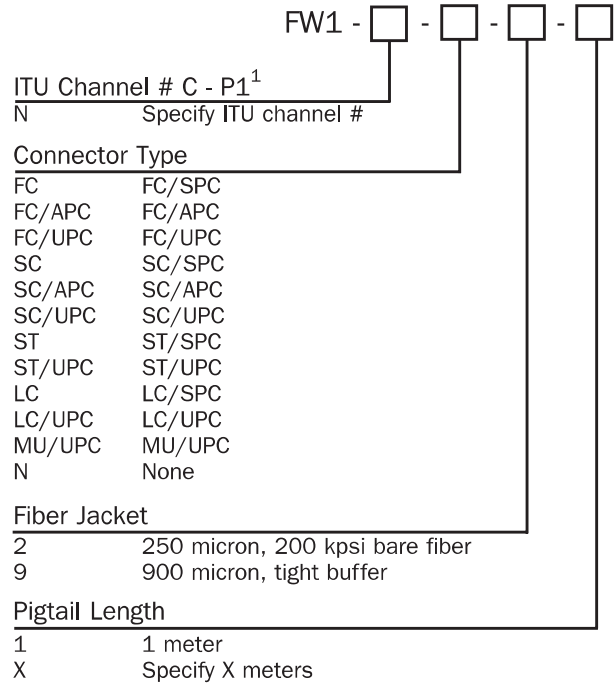 FW1 - - - -
ITU Channel # C - P1¹
N Specify ITU channel #
Connector Type
FC FC/SPC
FC/APC FC/APC
FC/UPC FC/UPC
SC SC/SPC
SC/APC SC/APC
SC/UPC SC/UPC
ST ST/SPC
ST/UPC ST/UPC
LC LC/SPC
LC/UPC LC/UPC
MU/UPC MU/UPC
N None
Fiber Jacket
2 250 micron, 200 kpsi bare fiber
9 900 micron, tight buffer
Pigtail Length
1 1 meter
X Specify X meters